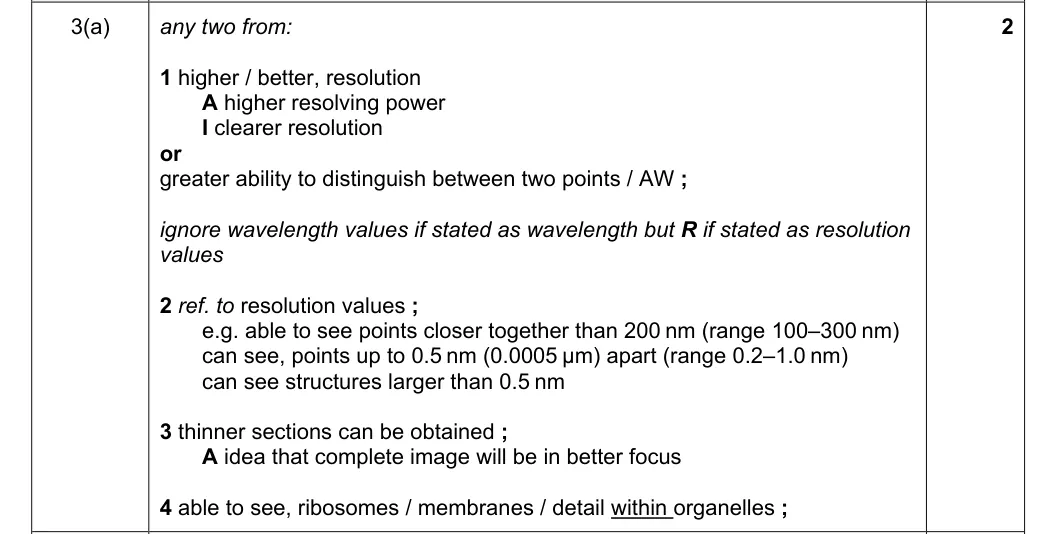 3(a) any two from: 2
1 higher / better, resolution
A higher resolving power
I clearer resolution
or
greater ability to distinguish between two points / AW ;
ignore wavelength values if stated as wavelength but R if stated as resolution
values
2 ref. to resolution values ;
e.g. able to see points closer together than 200 nm (range 100–300 nm)
can see, points up to 0.5 nm (0.0005 µm) apart (range 0.2–1.0 nm)
can see structures larger than 0.5 nm
3 thinner sections can be obtained ;
A idea that complete image will be in better focus
4 able to see, ribosomes / membranes / detail within organelles ;